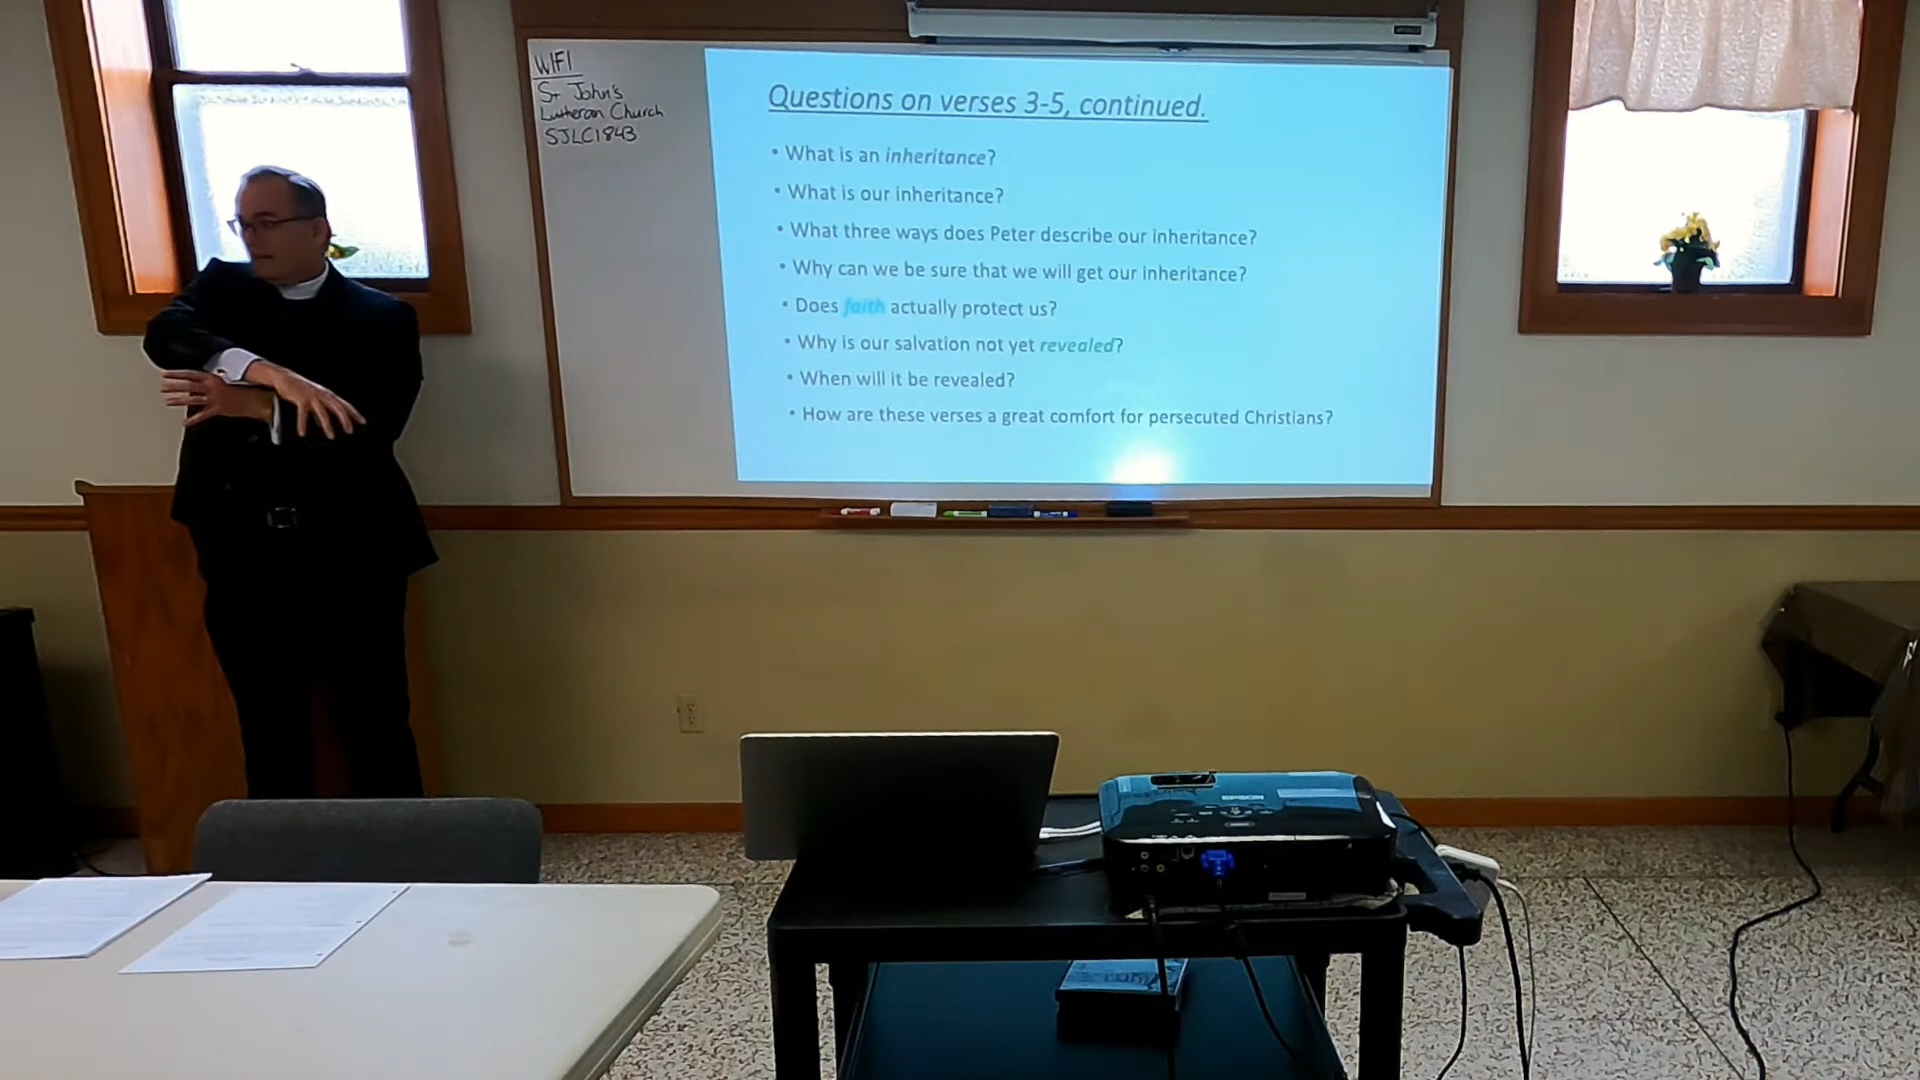 WIFI
St John's
Lutheran Church
SJLC1843
Questions on verses 3-5, continued.
• What is an inheritance?
• What is our inheritance?
• What three ways does Peter describe our inheritance?
• Why can we be sure that we will get our inheritance?
• Does faith actually protect us?
• Why is our salvation not yet revealed?
• When will it be revealed?
• How are these verses a great comfort for persecuted Christians?
EPSON